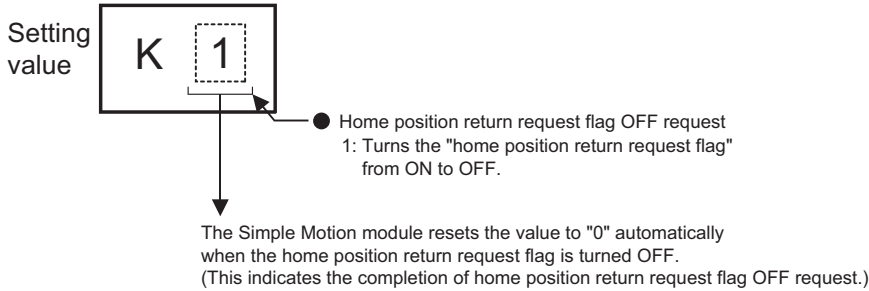 Setting
value
K 1
● Home position return request flag OFF request
1: Turns the "home position return request flag"
from ON to OFF.
The Simple Motion module resets the value to "0" automatically
when the home position return request flag is turned OFF.
(This indicates the completion of home position return request flag OFF request.)